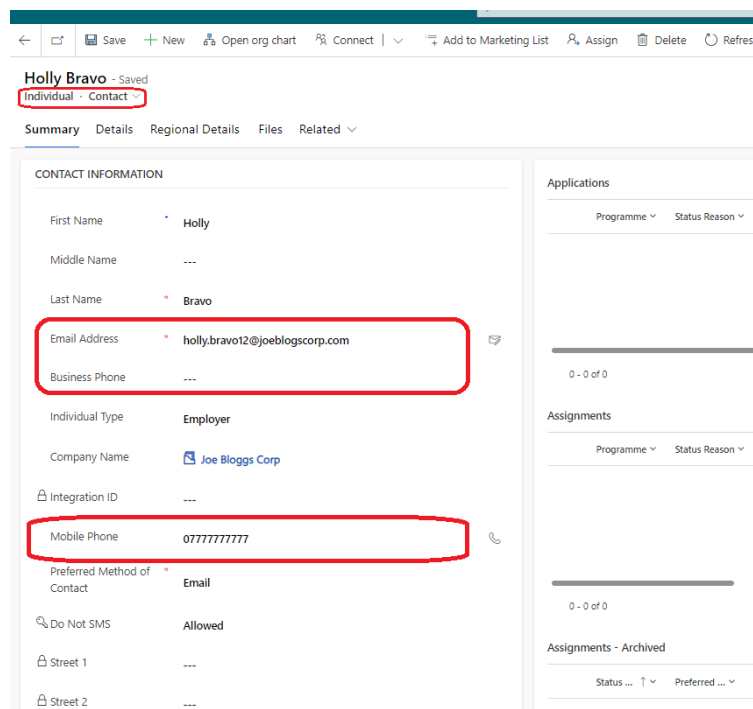 Save New Open org chart Connect Add to Marketing List Assign Delete Refres
Holly Bravo - Saved
Individual · Contact
Summary Details Regional Details Files Related
CONTACT INFORMATION
First Name * Holly
Middle Name ---
Last Name * Bravo
Email Address * holly.bravo12@joeblogscorp.com
Business Phone ---
Individual Type Employer
Company Name Joe Bloggs Corp
Integration ID ---
Mobile Phone 07777777777
Preferred Method of
Contact * Email
Do Not SMS Allowed
Street 1 ---
Street 2 ---
Applications
Programme Status Reason
0 - 0 of 0
Assignments
Programme Status Reason
0 - 0 of 0
Assignments - Archived
Status ... ↑ Preferred ...